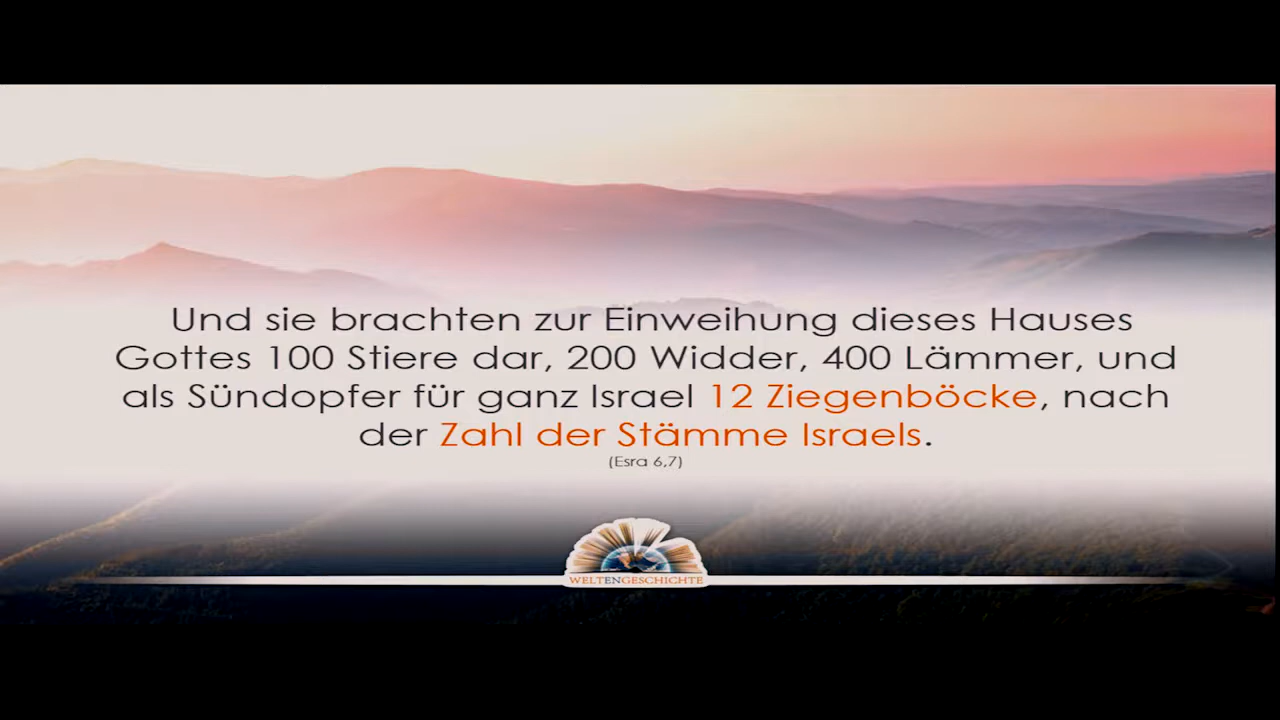 Und sie brachten zur Einweihung dieses Hauses
Gottes 100 Stiere dar, 200 Widder, 400 Lämmer, und
als Sündopfer für ganz Israel 12 Ziegenböcke, nach
der Zahl der Stämme Israels.
(Esra 6,7)
WELTENGESCHICHTE